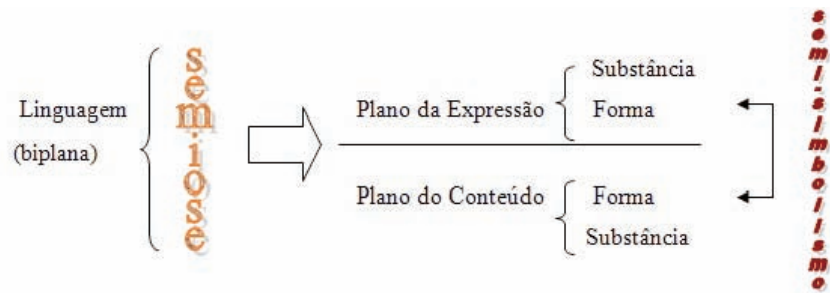 Linguagem
(biplana)
semiose
Plano da Expressão
Substância
Forma
Plano do Conteúdo
Forma
Substância
semi-simbolismo